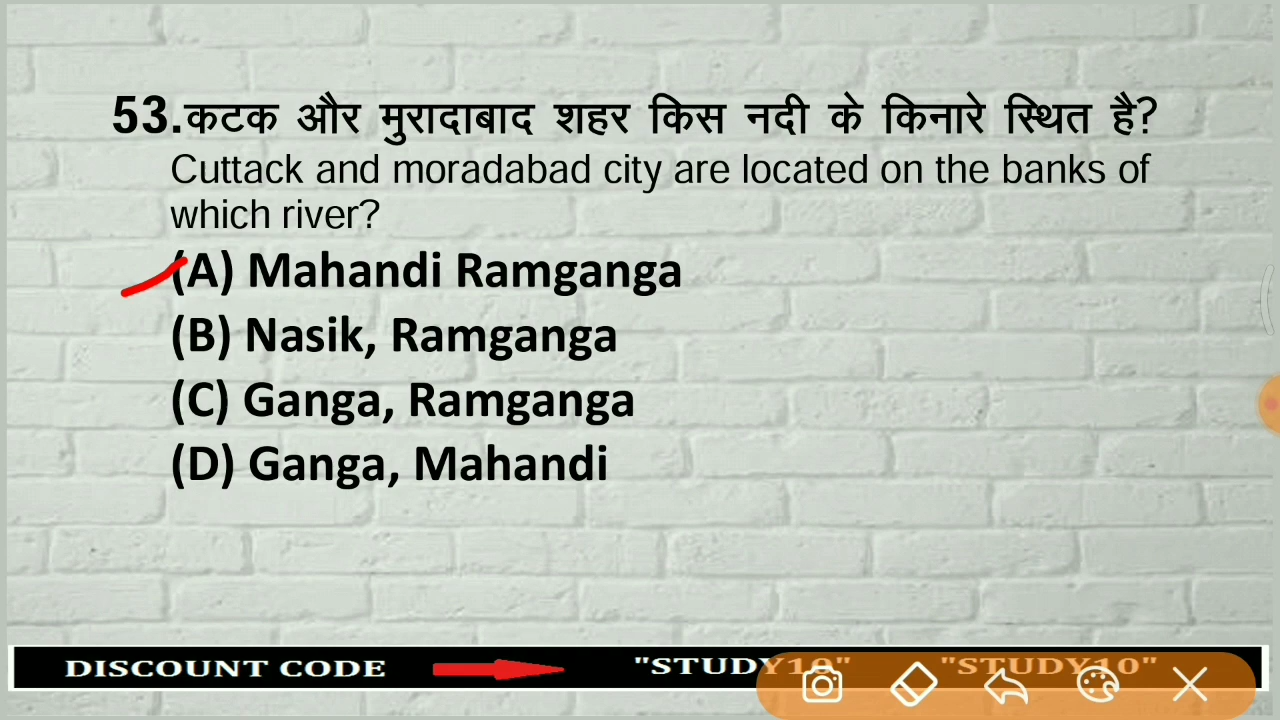 53.कटक और मुरादाबाद शहर किस नदी के किनारे स्थित है?
Cuttack and moradabad city are located on the banks of
which river?
(A) Mahandi Ramganga
(B) Nasik, Ramganga
(C) Ganga, Ramganga
(D) Ganga, Mahandi
DISCOUNT CODE "STUDY10" "STUDY10"